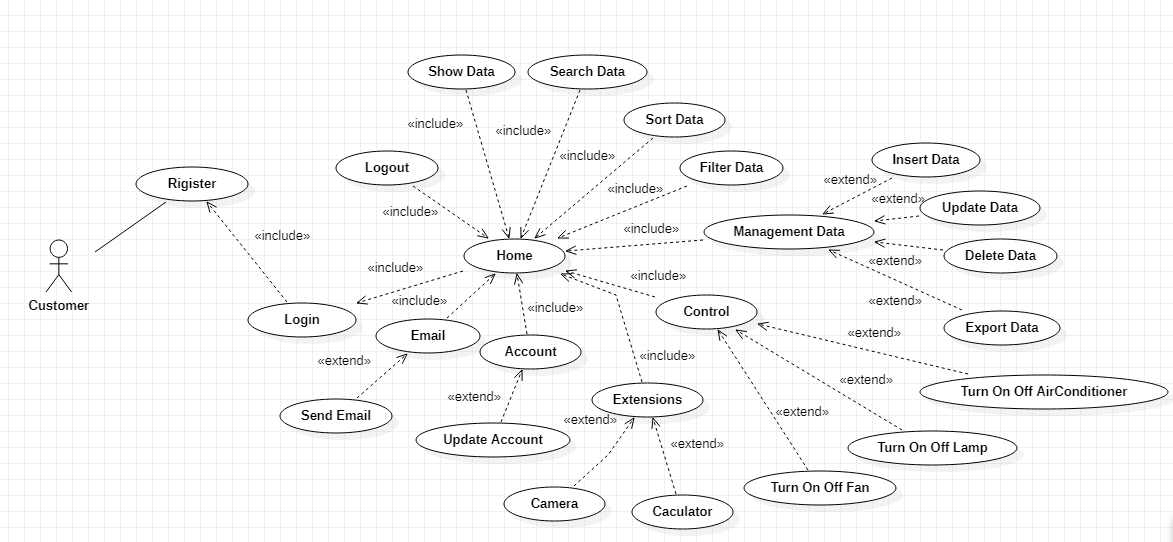 Show Data
Search Data
«include»
«include»
Sort Data
«include»
Logout
Filter Data
Insert Data
«extend»
Rigister
«include»
«include»
«extend»
Update Data
«include»
«include»
Management Data
Home
Delete Data
«extend»
«include»
«include»
Customer
«include»
«include»
«extend»
Login
Email
Control
Export Data
«extend»
Account
«extend»
«include»
«extend»
Turn On Off AirConditioner
«extend»
Extensions
Send Email
«extend»
«extend»
Update Account
«extend»
Turn On Off Lamp
Turn On Off Fan
Camera
Caculator